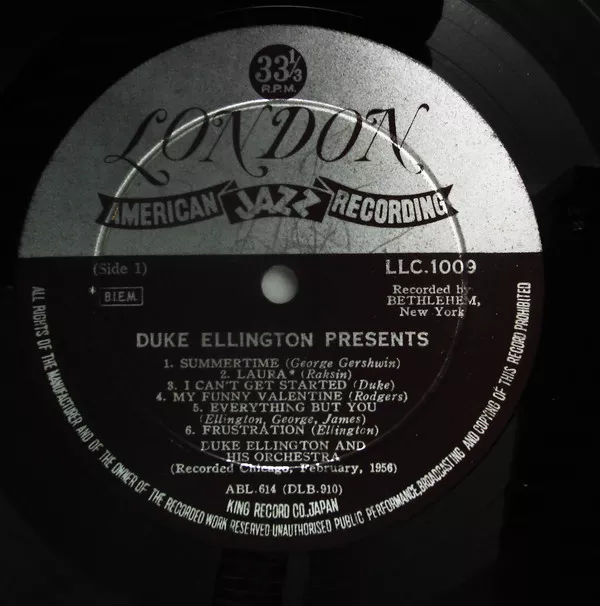 33⅓
R.P.M.
LONDON
AMERICAN JAZZ RECORDING
(Side 1)
LLC.1009
* B.I.E.M.
Recorded by
BETHLEHEM,
New York
DUKE ELLINGTON PRESENTS
1. SUMMERTIME (George Gershwin)
2. LAURA* (Raksin)
3. I CAN'T GET STARTED (Duke)
4. MY FUNNY VALENTINE (Rodgers)
5. EVERYTHING BUT YOU
(Ellington, George, James)
6. FRUSTRATION (Ellington)
DUKE ELLINGTON AND
HIS ORCHESTRA
(Recorded Chicago, February, 1956)
ABL.614 (DLB.910)
KING RECORD CO., JAPAN
ALL RIGHTS OF THE MANUFACTURER AND OF THE OWNER OF THE RECORDED WORK RESERVED·UNAUTHORISED PUBLIC PERFORMANCE, BROADCASTING AND COPYING OF THIS RECORD PROHIBITED